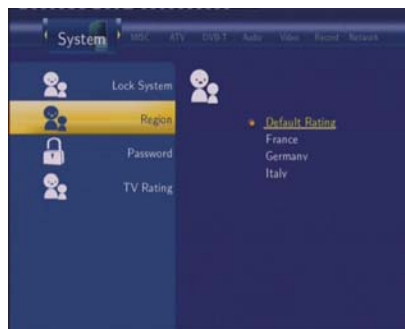 System MISC ATV DVB-T Audio Video Record Network
Lock System
Region
Password
TV Rating
Default Rating
France
Germany
Italy